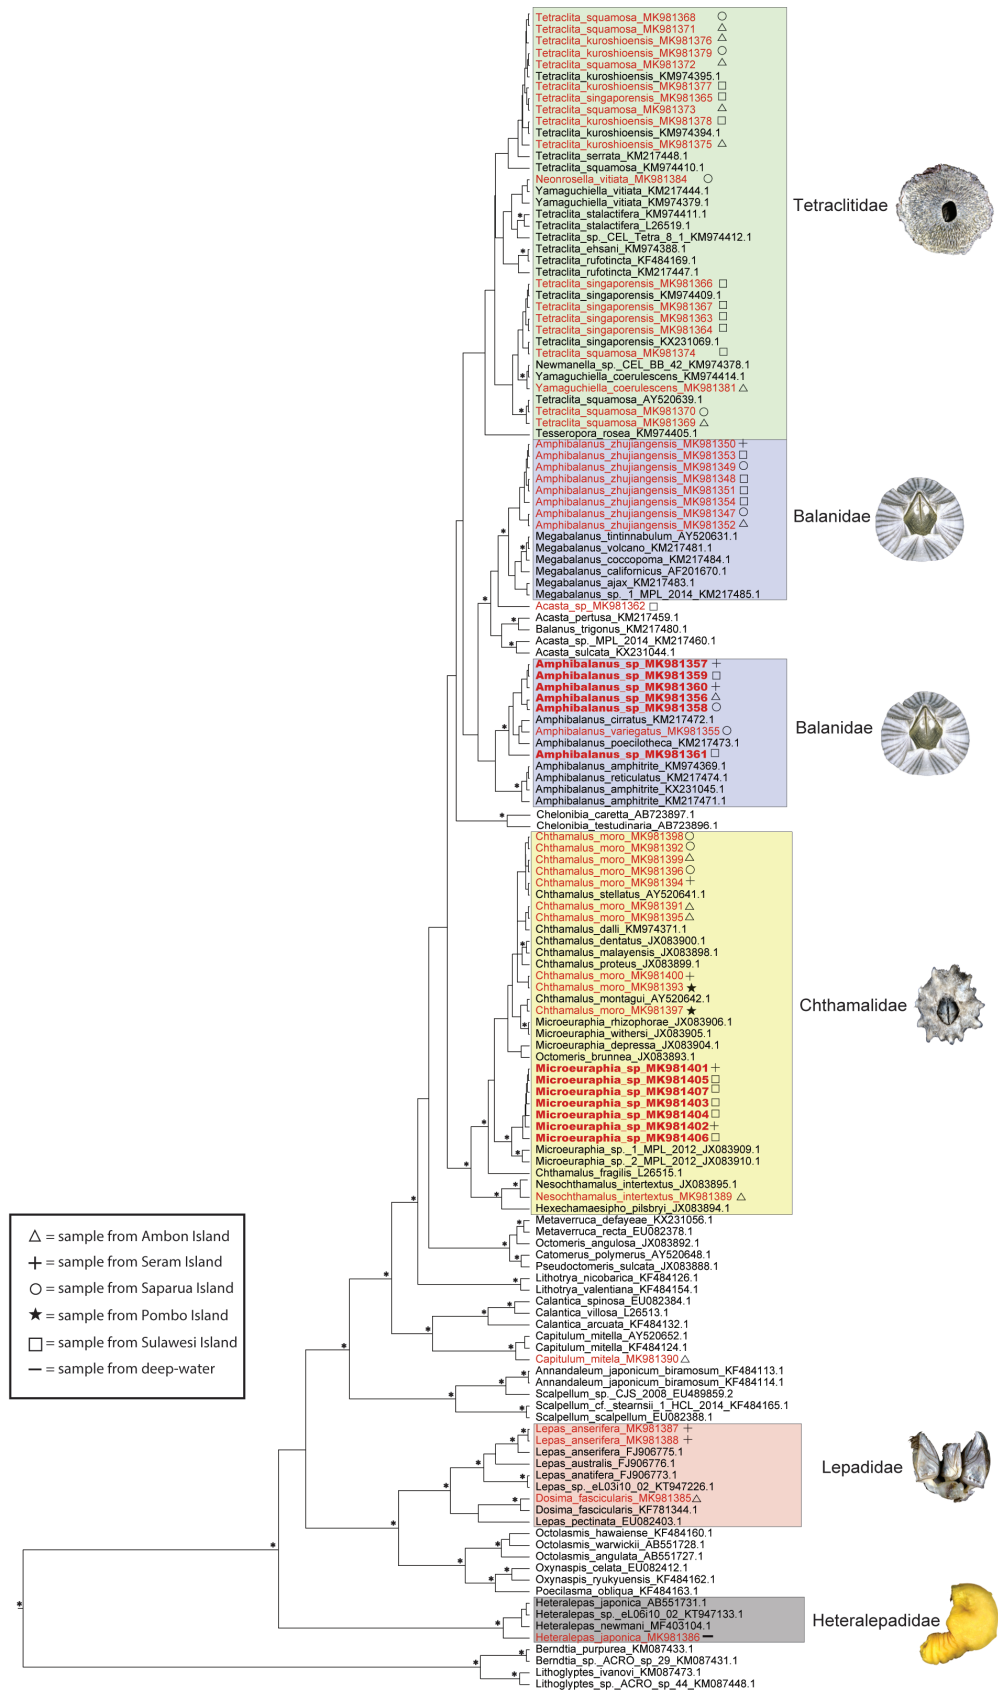 Tetraclita_squamosa_MK981368
Tetraclita_squamosa_MK981371
Tetraclita_kuroshioensis_MK981376
Tetraclita_kuroshioensis_MK981379
Tetraclita_squamosa_MK981372
Tetraclita_kuroshioensis_KM974395.1
Tetraclita_kuroshioensis_MK981377
Tetraclita_singaporensis_MK981365
Tetraclita_squamosa_MK981373
Tetraclita_kuroshioensis_MK981378
Tetraclita_kuroshioensis_KM974394.1
Tetraclita_kuroshioensis_MK981375
Tetraclita_serrata_KM217448.1
Tetraclita_squamosa_KM974410.1
Neonrosella_vitiata_MK981384
Yamaguchiella_vitiata_KM217444.1
Yamaguchiella_vitiata_KM974379.1
Tetraclita_stalactifera_KM974411.1
Tetraclita_stalactifera_L26519.1
Tetraclita_sp._CEL_Tetra_8_1_KM974412.1
Tetraclita_ehsani_KM974388.1
Tetraclita_rufotincta_KF484169.1
Tetraclita_rufotincta_KM217447.1
Tetraclita_singaporensis_MK981366
Tetraclita_singaporensis_KM974409.1
Tetraclita_singaporensis_MK981367
Tetraclita_singaporensis_MK981363
Tetraclita_singaporensis_MK981364
Tetraclita_singaporensis_KX231069.1
Tetraclita_squamosa_MK981374
Newmanella_sp._CEL_BB_42_KM974378.1
Yamaguchiella_coerulescens_KM974414.1
Yamaguchiella_coerulescens_MK981381
Tetraclita_squamosa_AY520639.1
Tetraclita_squamosa_MK981370
Tetraclita_squamosa_MK981369
Tesseropora_rosea_KM974405.1
Tetraclitidae
Amphibalanus_zhujiangensis_MK981350
Amphibalanus_zhujiangensis_MK981353
Amphibalanus_zhujiangensis_MK981349
Amphibalanus_zhujiangensis_MK981348
Amphibalanus_zhujiangensis_MK981351
Amphibalanus_zhujiangensis_MK981354
Amphibalanus_zhujiangensis_MK981347
Amphibalanus_zhujiangensis_MK981352
Megabalanus_tintinnabulum_AY520631.1
Megabalanus_volcano_KM217481.1
Megabalanus_coccopoma_KM217484.1
Megabalanus_californicus_AF201670.1
Megabalanus_ajax_KM217483.1
Megabalanus_sp._1_MPL_2014_KM217485.1
Balanidae
Acasta_sp_MK981362
Acasta_pertusa_KM217459.1
Balanus_trigonus_KM217480.1
Acasta_sp._MPL_2014_KM217460.1
Acasta_sulcata_KX231044.1
Amphibalanus_sp_MK981357
Amphibalanus_sp_MK981359
Amphibalanus_sp_MK981360
Amphibalanus_sp_MK981356
Amphibalanus_sp_MK981358
Amphibalanus_cirratus_KM217472.1
Amphibalanus_variegatus_MK981355
Amphibalanus_poecilotheca_KM217473.1
Amphibalanus_sp_MK981361
Amphibalanus_amphitrite_KM974369.1
Amphibalanus_reticulatus_KM217474.1
Amphibalanus_amphitrite_KX231045.1
Amphibalanus_amphitrite_KM217471.1
Balanidae
Chelonibia_caretta_AB723897.1
Chelonibia_testudinaria_AB723896.1
Chthamalus_moro_MK981398
Chthamalus_moro_MK981392
Chthamalus_moro_MK981399
Chthamalus_moro_MK981396
Chthamalus_moro_MK981394
Chthamalus_stellatus_AY520641.1
Chthamalus_moro_MK981391
Chthamalus_moro_MK981395
Chthamalus_dalli_KM974371.1
Chthamalus_dentatus_JX083900.1
Chthamalus_malayensis_JX083898.1
Chthamalus_proteus_JX083899.1
Chthamalus_moro_MK981400
Chthamalus_moro_MK981393
Chthamalus_montagui_AY520642.1
Chthamalus_moro_MK981397
Microeuraphia_rhizophorae_JX083906.1
Microeuraphia_withersi_JX083905.1
Microeuraphia_depressa_JX083904.1
Octomeris_brunnea_JX083893.1
Microeuraphia_sp_MK981401
Microeuraphia_sp_MK981405
Microeuraphia_sp_MK981407
Microeuraphia_sp_MK981403
Microeuraphia_sp_MK981404
Microeuraphia_sp_MK981402
Microeuraphia_sp_MK981406
Microeuraphia_sp._1_MPL_2012_JX083909.1
Microeuraphia_sp._2_MPL_2012_JX083910.1
Chthamalus_fragilis_L26515.1
Nesochthamalus_intertextus_JX083895.1
Nesochthamalus_intertextus_MK981389
Hexechamaesipho_pilsbryi_JX083894.1
Chthamalidae
Metaverruca_defayeae_KX231056.1
Metaverruca_recta_EU082378.1
Octomeris_angulosa_JX083892.1
Catomerus_polymerus_AY520648.1
Pseudoctomeris_sulcata_JX083888.1
Lithotrya_nicobarica_KF484126.1
Lithotrya_valentiana_KF484154.1
Calantica_spinosa_EU082384.1
Calantica_villosa_L26513.1
Calantica_arcuata_KF484132.1
Capitulum_mitella_AY520652.1
Capitulum_mitella_KF484124.1
Capitulum_mitela_MK981390
Annandaleum_japonicum_biramosum_KF484113.1
Annandaleum_japonicum_biramosum_KF484114.1
Scalpellum_sp._CJS_2008_EU489859.2
Scalpellum_cf._stearnsii_1_HCL_2014_KF484165.1
Scalpellum_scalpellum_EU082388.1
Lepas_anserifera_MK981387
Lepas_anserifera_MK981388
Lepas_anserifera_FJ906775.1
Lepas_australis_FJ906776.1
Lepas_anatifera_FJ906773.1
Lepas_sp._eL03i10_02_KT947226.1
Dosima_fascicularis_MK981385
Dosima_fascicularis_KF781344.1
Lepas_pectinata_EU082403.1
Lepadidae
Octolasmis_hawaiense_KF484160.1
Octolasmis_warwickii_AB551728.1
Octolasmis_angulata_AB551727.1
Oxynaspis_celata_EU082412.1
Oxynaspis_ryukyuensis_KF484162.1
Poecilasma_obliqua_KF484163.1
Heteralepas_japonica_AB551731.1
Heteralepas_sp._eL06i10_02_KT947133.1
Heteralepas_newmani_MF403104.1
Heteralepas_japonica_MK981386
Heteralepadidae
Berndtia_purpurea_KM087433.1
Berndtia_sp._ACRO_sp_29_KM087431.1
Lithoglyptes_ivanovi_KM087473.1
Lithoglyptes_sp._ACRO_sp_44_KM087448.1
△ = sample from Ambon Island
+ = sample from Seram Island
○ = sample from Saparua Island
★ = sample from Pombo Island
□ = sample from Sulawesi Island
− = sample from deep-water